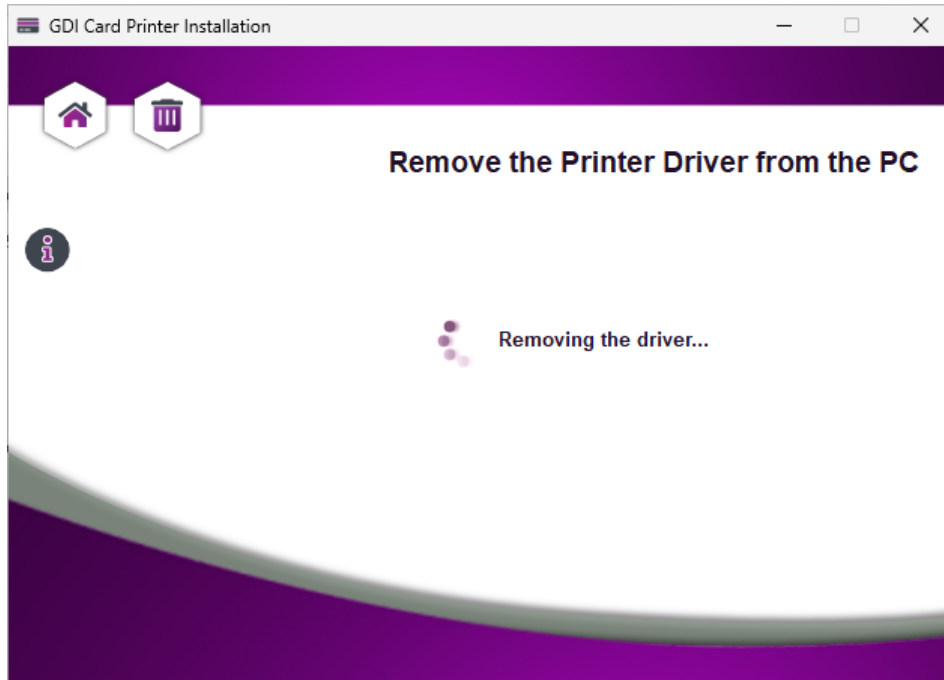 GDI Card Printer Installation
Remove the Printer Driver from the PC
Removing the driver...